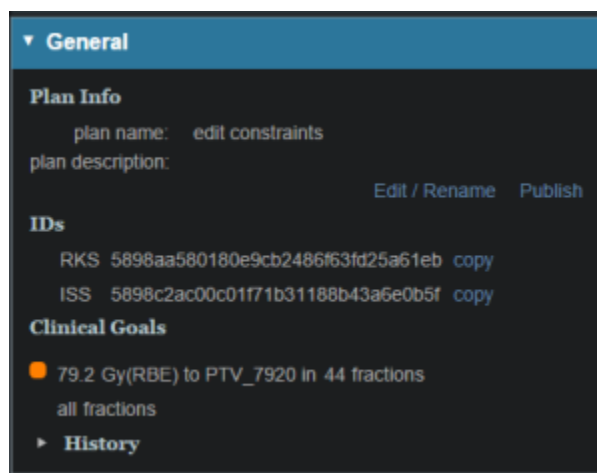 General
Plan Info
plan name: edit constraints
plan description:
Edit / Rename Publish
IDs
RKS 5898aa580180e9cb2486f63fd25a61eb copy
ISS 5898c2ac00c01f71b31188b43a6e0b5f copy
Clinical Goals
79.2 Gy(RBE) to PTV_7920 in 44 fractions
all fractions
History